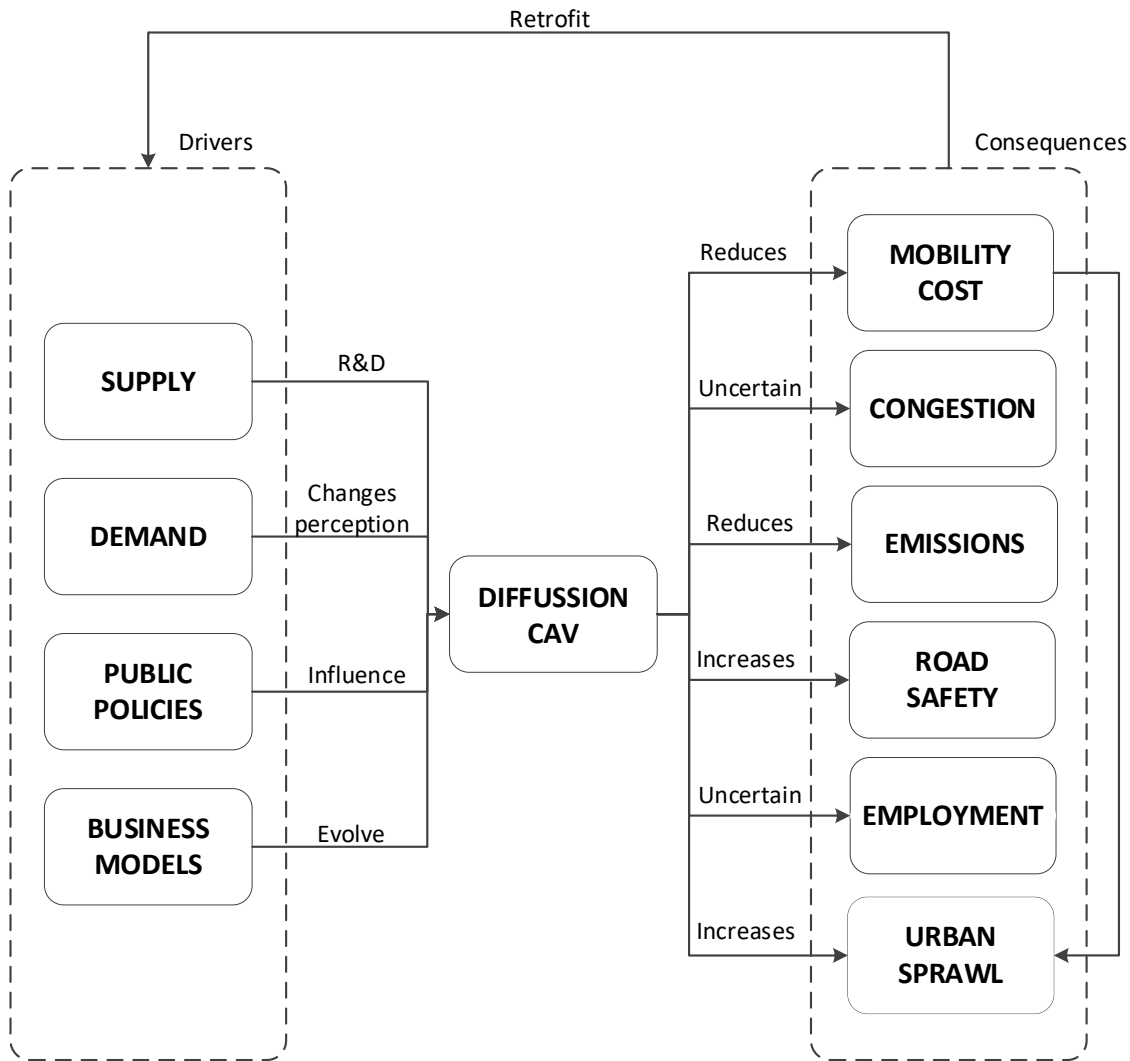 Retrofit
Drivers
Consequences
SUPPLY
R&D
DEMAND
Changes
perception
PUBLIC
POLICIES
Influence
BUSINESS
MODELS
Evolve
DIFFUSSION
CAV
Reduces
MOBILITY
COST
Uncertain
CONGESTION
Reduces
EMISSIONS
Increases
ROAD
SAFETY
Uncertain
EMPLOYMENT
Increases
URBAN
SPRAWL